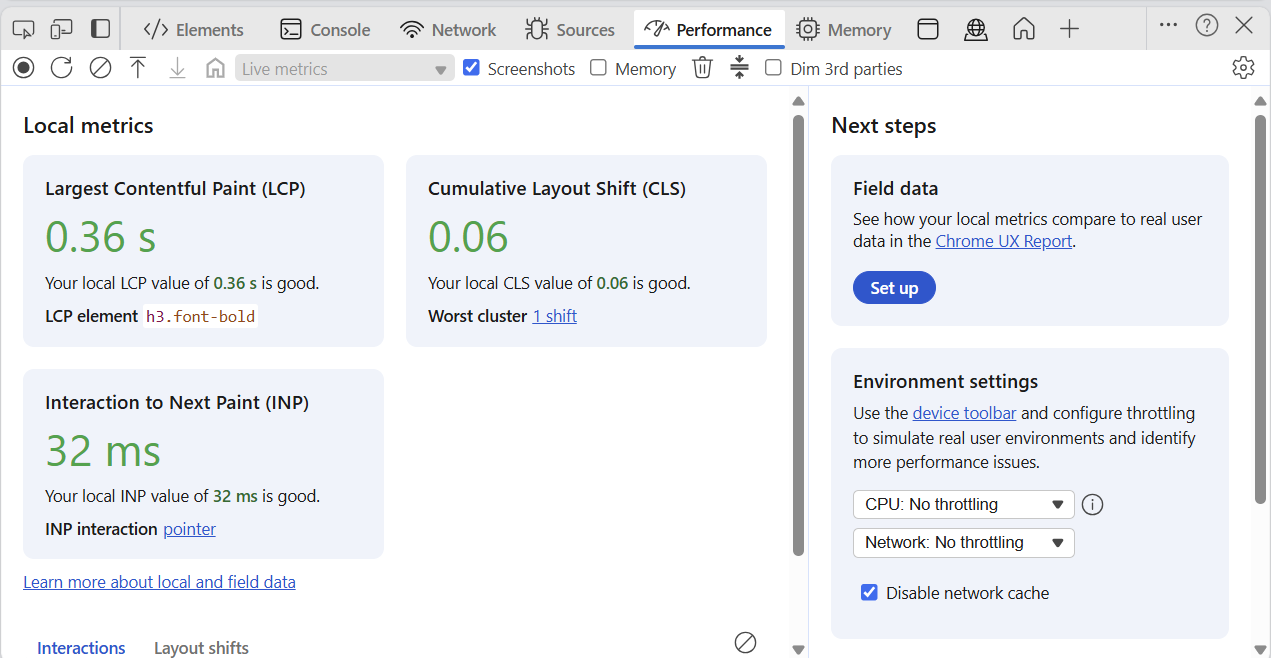 Elements Console Network Sources Performance Memory
Live metrics Screenshots Memory Dim 3rd parties
Local metrics
Largest Contentful Paint (LCP)
0.36 s
Your local LCP value of 0.36 s is good.
LCP element h3.font-bold
Cumulative Layout Shift (CLS)
0.06
Your local CLS value of 0.06 is good.
Worst cluster 1 shift
Interaction to Next Paint (INP)
32 ms
Your local INP value of 32 ms is good.
INP interaction pointer
Learn more about local and field data
Interactions Layout shifts
Next steps
Field data
See how your local metrics compare to real user
data in the Chrome UX Report.
Set up
Environment settings
Use the device toolbar and configure throttling
to simulate real user environments and identify
more performance issues.
CPU: No throttling
Network: No throttling
Disable network cache